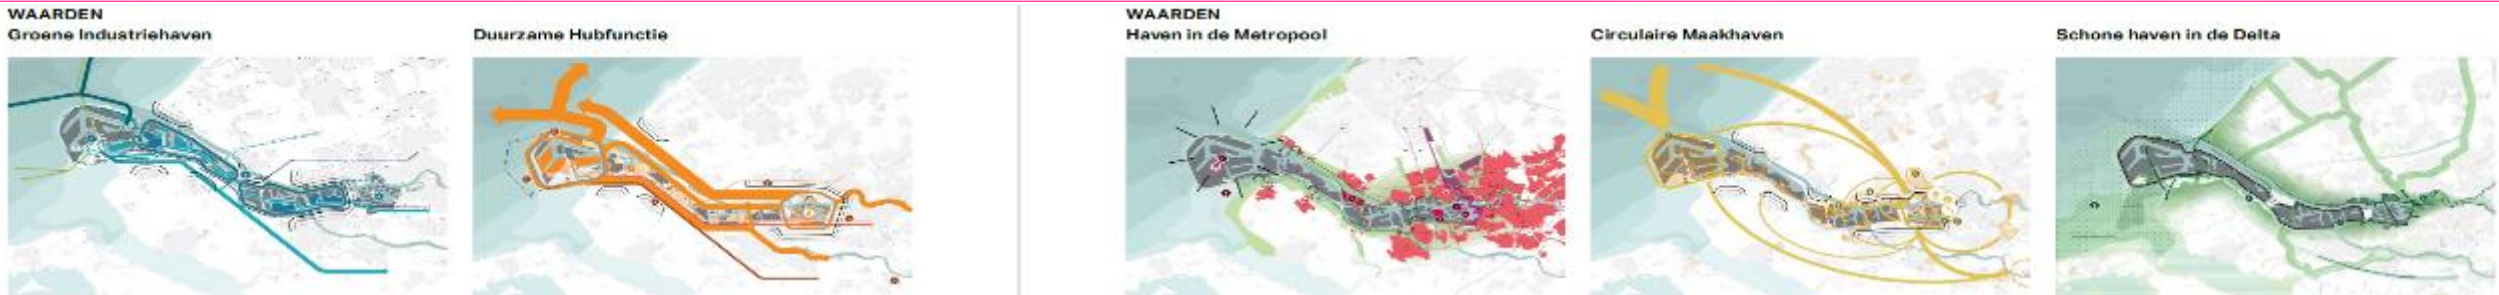 WAARDEN
Groene Industriehaven
Duurzame Hubfunctie
WAARDEN
Haven in de Metropool
Circulaire Maakhaven
Schone haven in de Delta